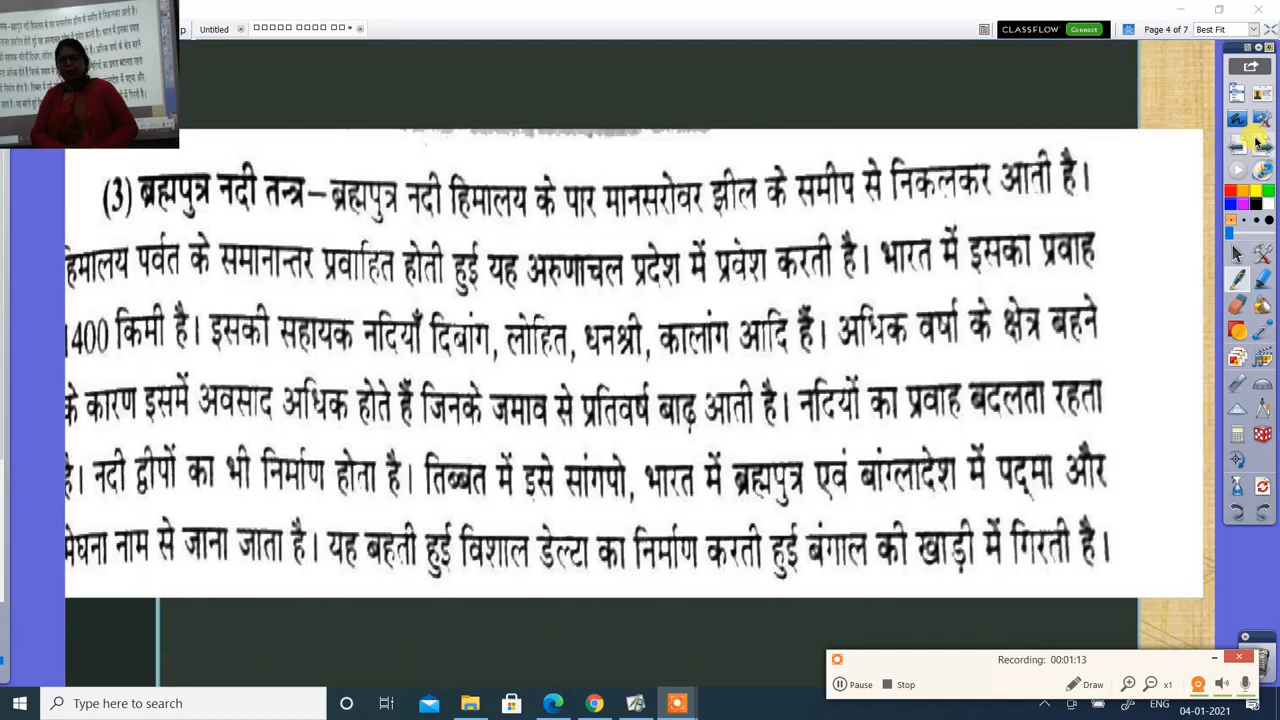 Untitled
CLASSFLOW Connect
Page 4 of 7
Best Fit
(3) ब्रह्मपुत्र नदी तन्त्र–ब्रह्मपुत्र नदी हिमालय के पार मानसरोवर झील के समीप से निकलकर आती है।
हिमालय पर्वत के समानान्तर प्रवाहित होती हुई यह अरुणाचल प्रदेश में प्रवेश करती है। भारत में इसका प्रवाह
1400 किमी है। इसकी सहायक नदियाँ दिबांग, लोहित, धनश्री, कालांग आदि हैं। अधिक वर्षा के क्षेत्र बहने
के कारण इसमें अवसाद अधिक होते हैं जिनके जमाव से प्रतिवर्ष बाढ़ आती है। नदियों का प्रवाह बदलता रहता
है। नदी द्वीपों का भी निर्माण होता है। तिब्बत में इसे सांगपो, भारत में ब्रह्मपुत्र एवं बांग्लादेश में पद्मा और
मेघना नाम से जाना जाता है। यह बहती हुई विशाल डेल्टा का निर्माण करती हुई बंगाल की खाड़ी में गिरती है।
Recording: 00:01:13
Pause Stop Draw x1
Type here to search
ENG
04-01-2021